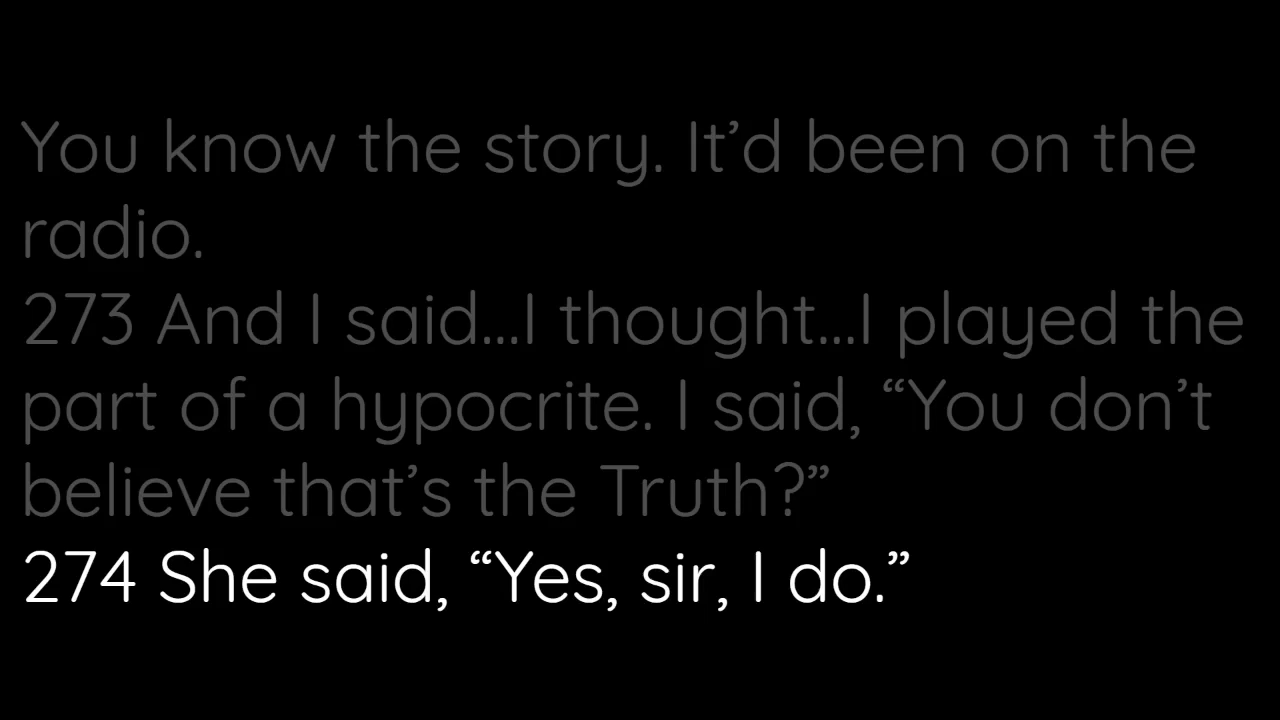 You know the story. It’d been on the
radio.
273 And I said...I thought...I played the
part of a hypocrite. I said, “You don’t
believe that’s the Truth?”
274 She said, “Yes, sir, I do.”